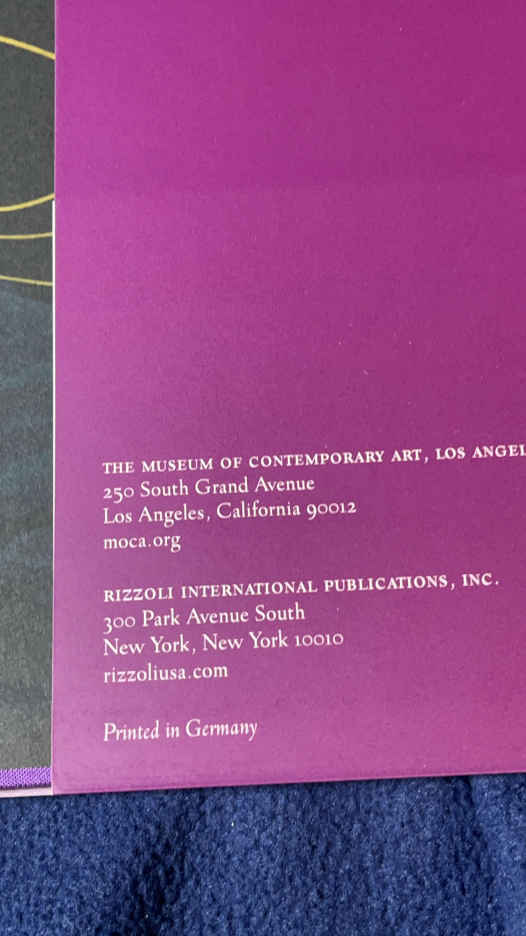 THE MUSEUM OF CONTEMPORARY ART, LOS
250 South Grand Avenue
Los Angeles, California 90012
moca.org
RIZZOLI INTERNATIONAL PUBLICATIONS, INC.
300 Park Avenue South
New York, New York 10010
rizzoliusa.com
Printed in Germany